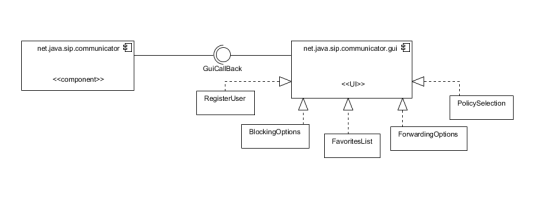 net.java.sip.communicator
<<component>>
GuiCallBack
net.java.sip.communicator.gui
<<UI>>
RegisterUser
BlockingOptions
FavoritesList
ForwardingOptions
PolicySelection